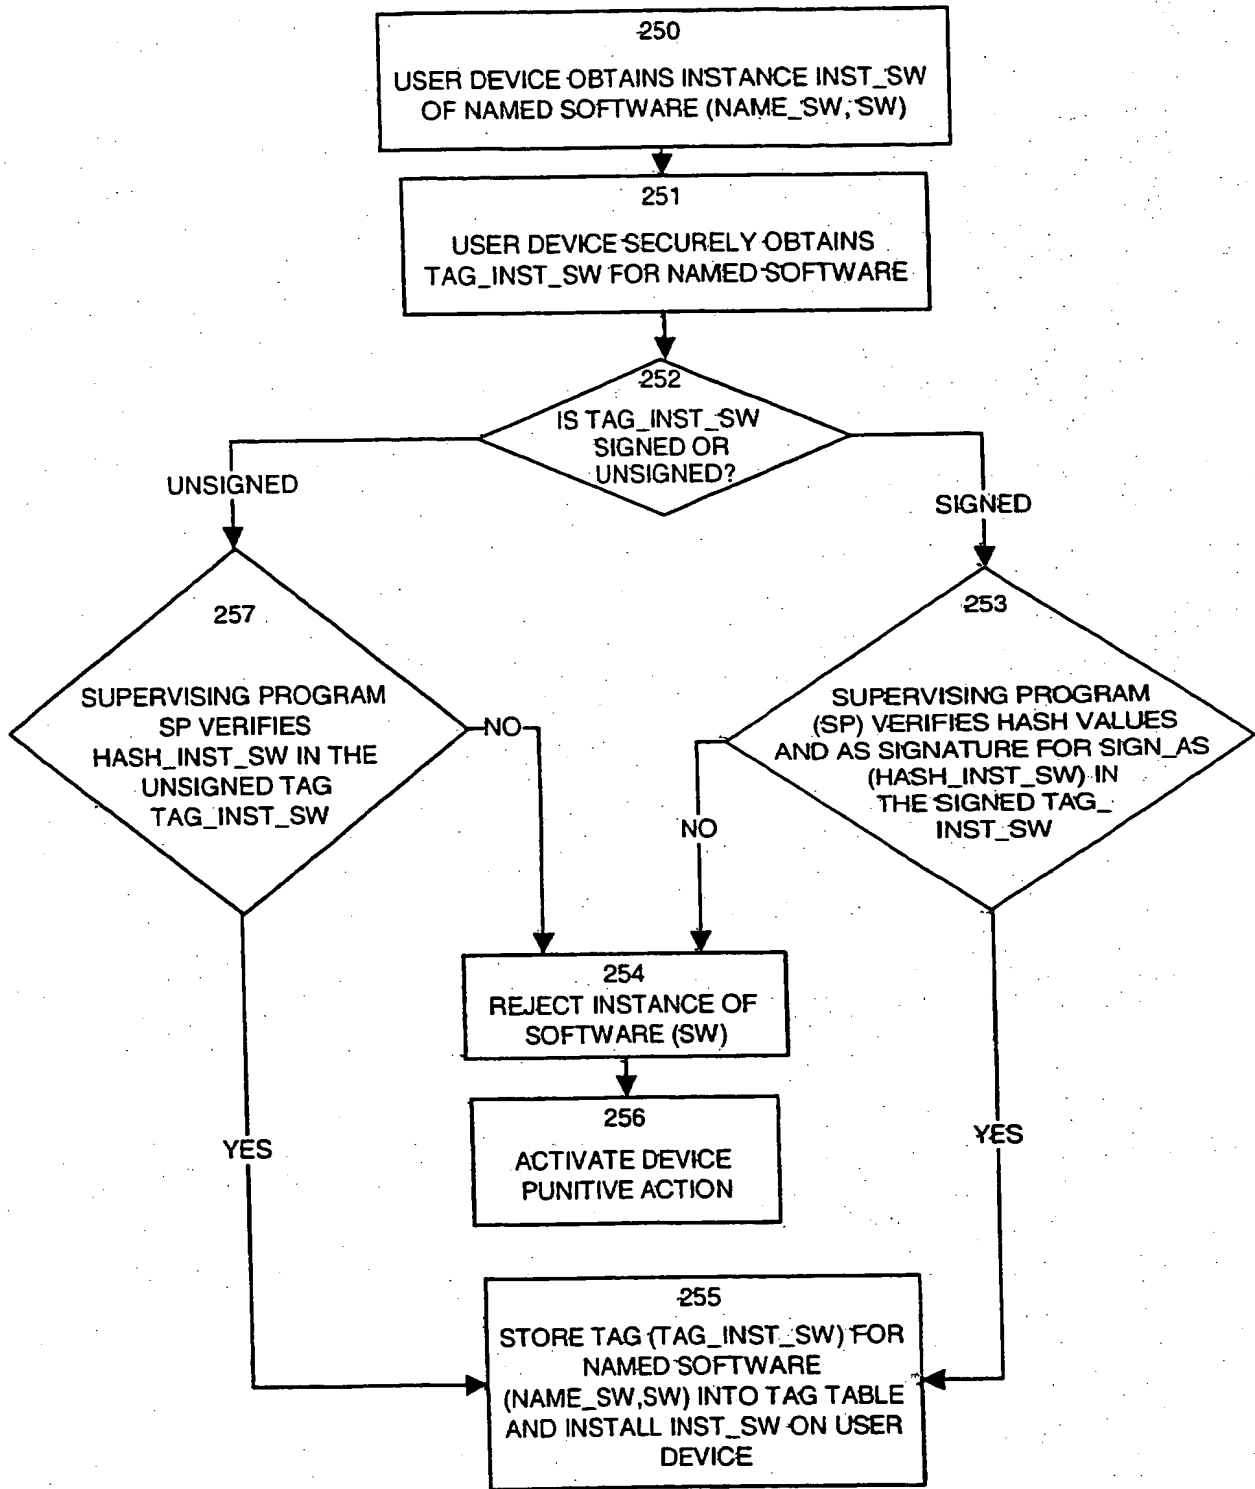 250
USER DEVICE OBTAINS INSTANCE INST_SW
OF NAMED SOFTWARE (NAME_SW, SW)
251
USER DEVICE SECURELY OBTAINS
TAG_INST_SW FOR NAMED SOFTWARE
252
IS TAG_INST_SW
SIGNED OR
UNSIGNED?
UNSIGNED
SIGNED
257
SUPERVISING PROGRAM
SP VERIFIES
HASH_INST_SW IN THE
UNSIGNED TAG
TAG_INST_SW
NO
253
SUPERVISING PROGRAM
(SP) VERIFIES HASH VALUES
AND AS SIGNATURE FOR SIGN_AS
(HASH_INST_SW) IN
THE SIGNED TAG_
INST_SW
NO
254
REJECT INSTANCE OF
SOFTWARE (SW)
256
ACTIVATE DEVICE
PUNITIVE ACTION
YES
YES
255
STORE TAG (TAG_INST_SW) FOR
NAMED SOFTWARE
(NAME_SW,SW) INTO TAG TABLE
AND INSTALL INST_SW ON USER
DEVICE